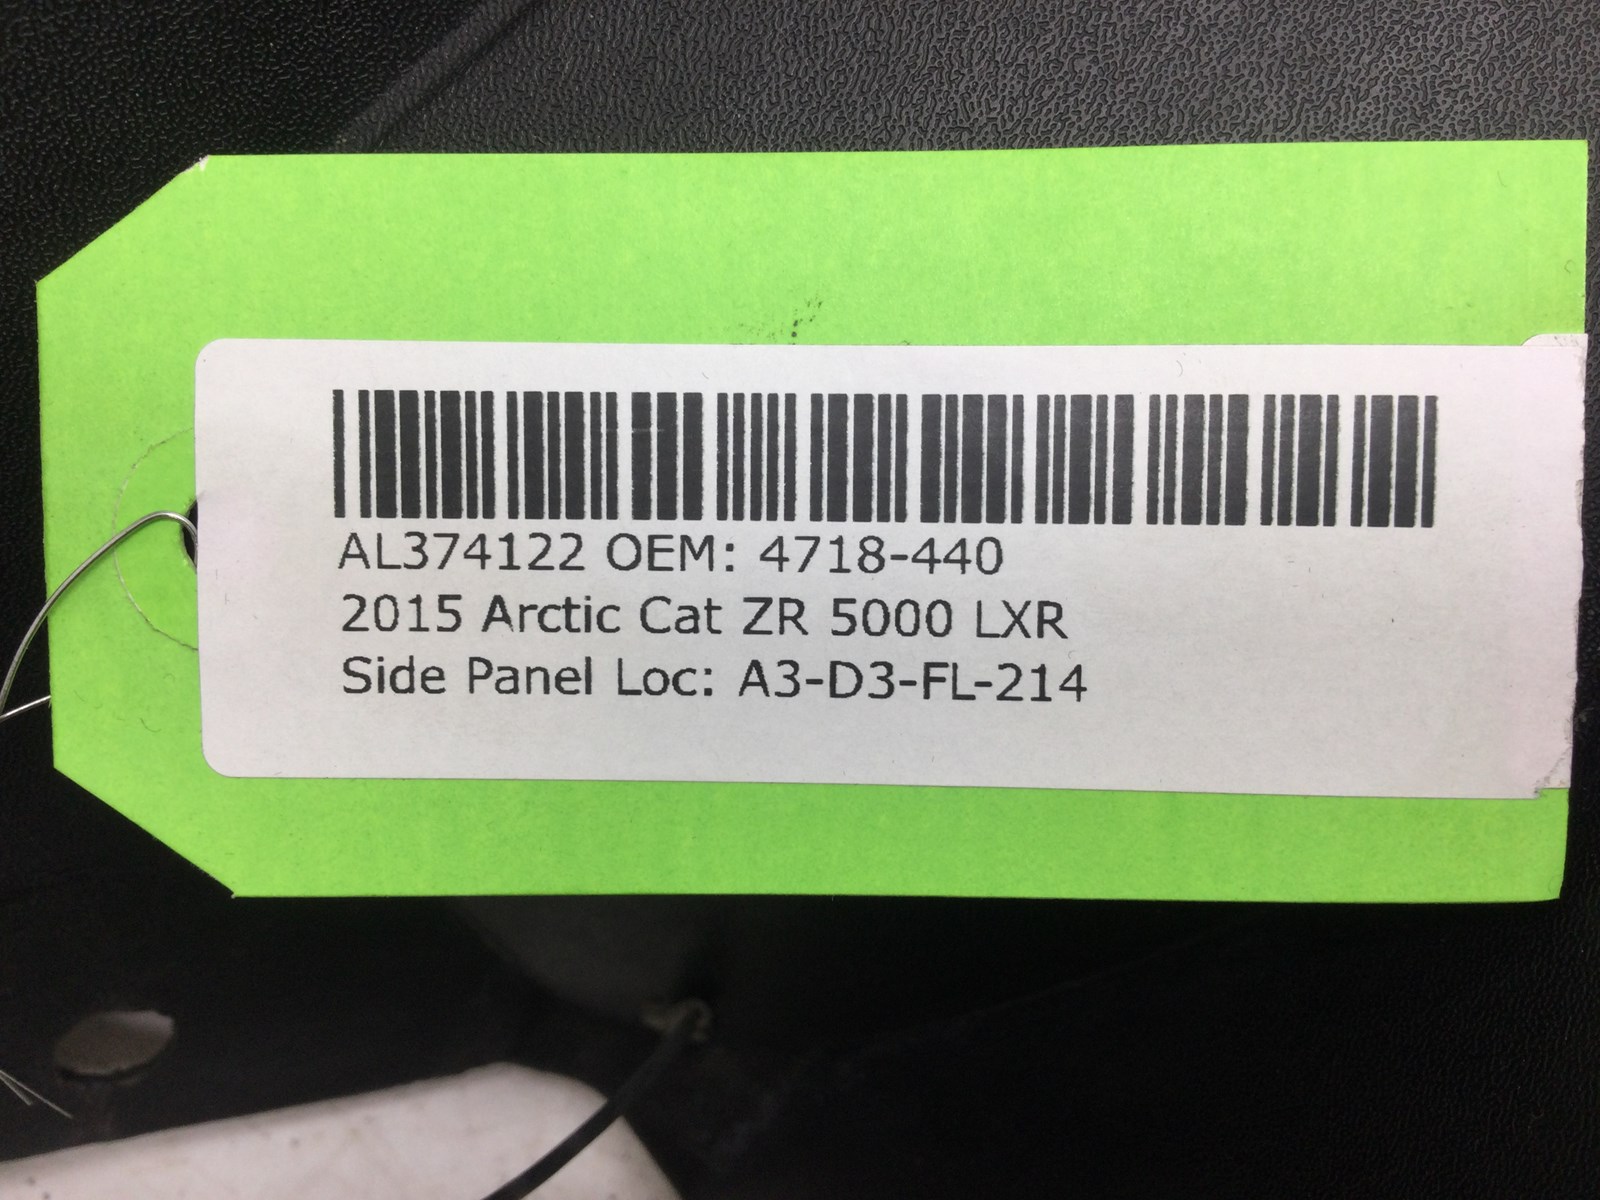 AL374122 OEM: 4718-440
2015 Arctic Cat ZR 5000 LXR
Side Panel Loc: A3-D3-FL-214